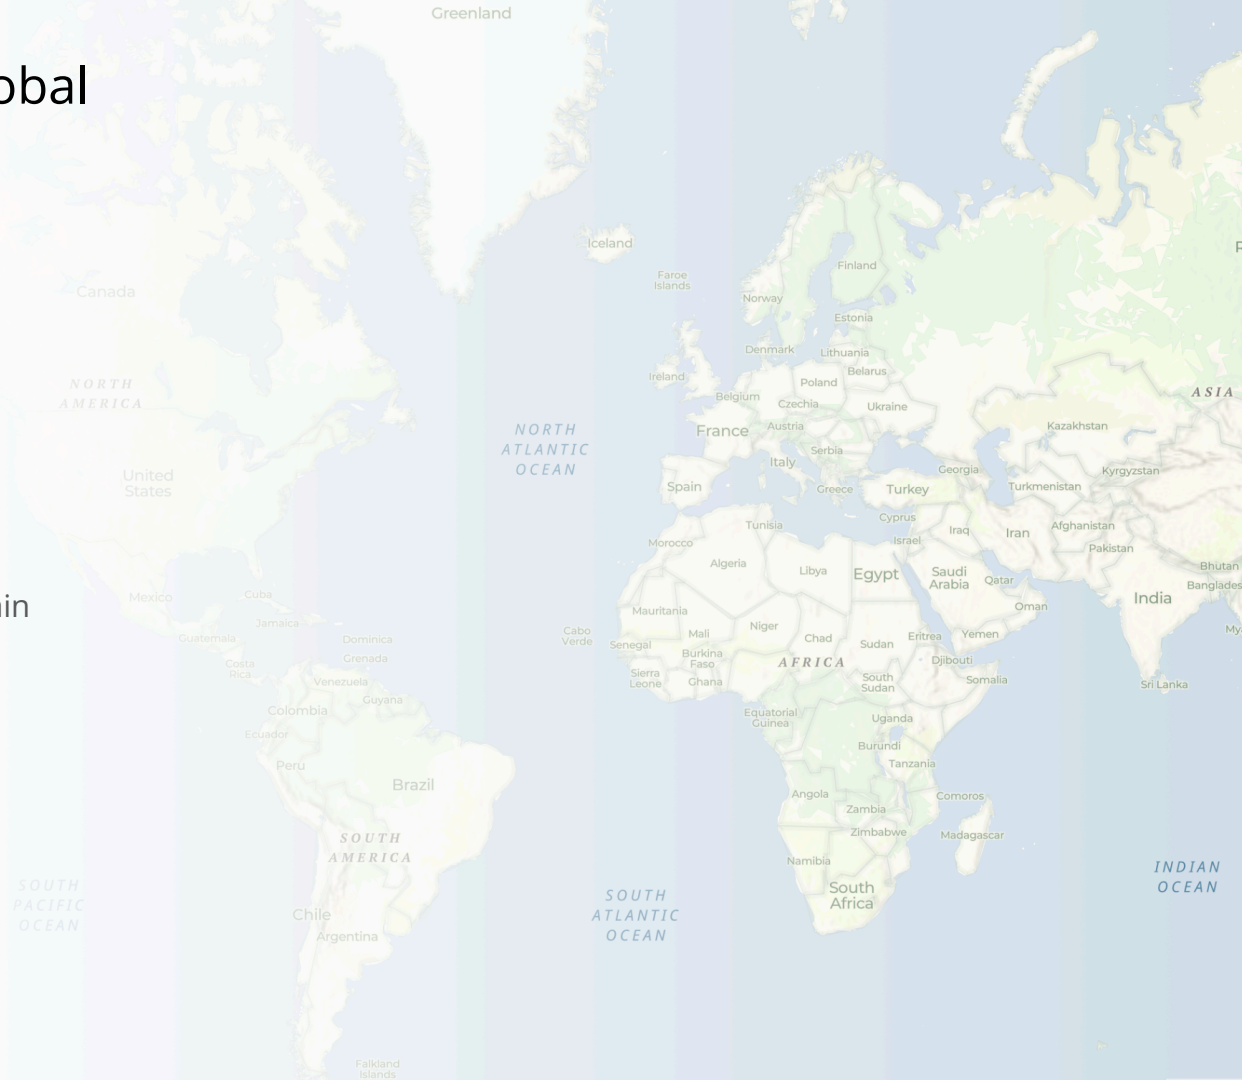 Greenland
obal
Iceland
Finland
Faroe
Islands
Canada
Norway
Estonia
Denmark
Lithuania
Ireland
Belarus
Poland
NORTH
AMERICA
ASIA
Belgium
Czechia
Ukraine
France
Austria
Kazakhstan
NORTH
ATLANTIC
OCEAN
Serbia
Italy
Georgia
Kyrgyzstan
United
States
Spain
Greece
Turkey
Turkmenistan
Cyprus
Tunisia
Iraq
Iran
Afghanistan
Morocco
Israel
Pakistan
Algeria
Libya
Egypt
Saudi
Arabia
Qatar
Bhutan
Banglades
India
Mexico
Cuba
in
Oman
Mauritania
Jamaica
Niger
Mali
Chad
Sudan
Eritrea
Yemen
My
Cabo
Verde
Guatemala
Dominica
Senegal
Burkina
Faso
AFRICA
Djibouti
Grenada
Costa
Rica
Sierra
Leone
Ghana
South
Sudan
Somalia
Sri Lanka
Venezuela
Guyana
Colombia
Equatorial
Guinea
Uganda
Ecuador
Burundi
Peru
Tanzania
Brazil
Angola
Comoros
Zambia
SOUTH
AMERICA
Zimbabwe
Madagascar
Namibia
INDIAN
OCEAN
SOUTH
PACIFIC
OCEAN
South
Africa
SOUTH
ATLANTIC
OCEAN
Chile
Argentina
Falkland
Islands